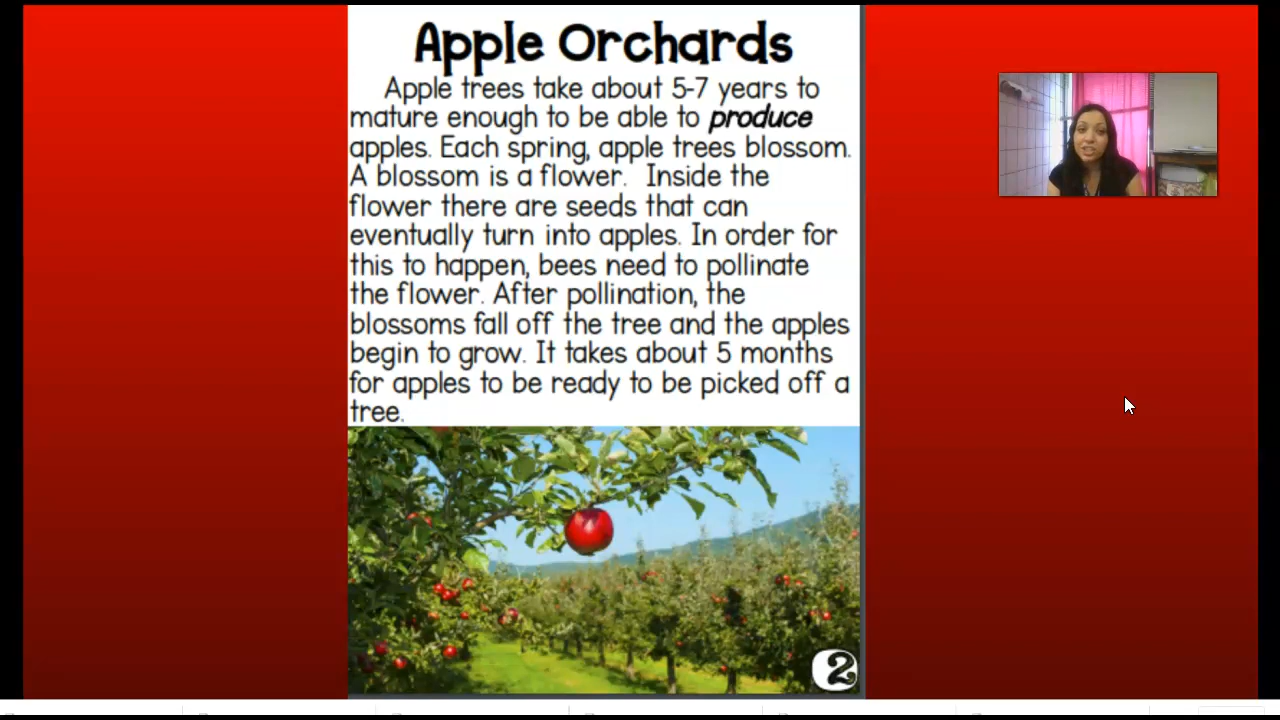 Apple Orchards
Apple trees take about 5-7 years to
mature enough to be able to produce
apples. Each spring, apple trees blossom.
A blossom is a flower. Inside the
flower there are seeds that can
eventually turn into apples. In order for
this to happen, bees need to pollinate
the flower. After pollination, the
blossoms fall off the tree and the apples
begin to grow. It takes about 5 months
for apples to be ready to be picked off a
tree.
2